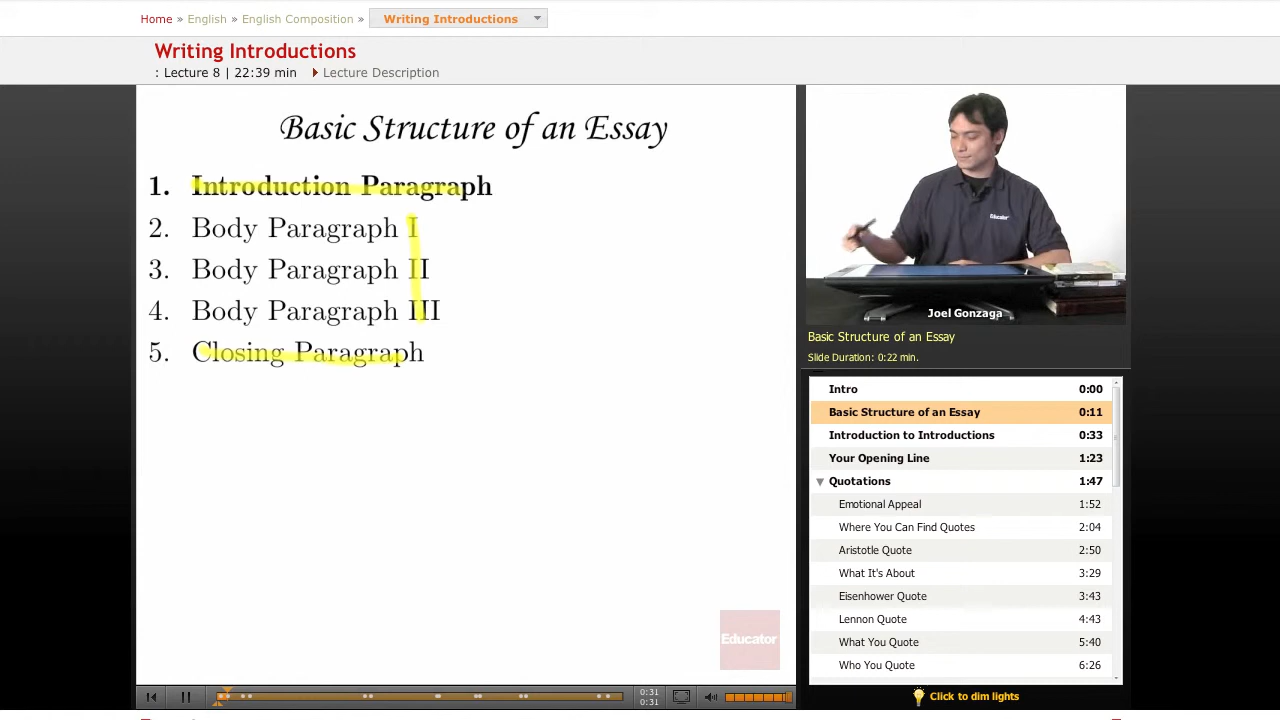 Home » English » English Composition » Writing Introductions
Writing Introductions
: Lecture 8 | 22:39 min Lecture Description
Basic Structure of an Essay
1. Introduction Paragraph
2. Body Paragraph I
3. Body Paragraph II
4. Body Paragraph III
5. Closing Paragraph
Educator
0:31
0:31
Educator
Joel Gonzaga
Basic Structure of an Essay
Slide Duration: 0:22 min.
Intro 0:00
Basic Structure of an Essay 0:11
Introduction to Introductions 0:33
Your Opening Line 1:23
Quotations 1:47
Emotional Appeal 1:52
Where You Can Find Quotes 2:04
Aristotle Quote 2:50
What It's About 3:29
Eisenhower Quote 3:43
Lennon Quote 4:43
What You Quote 5:40
Who You Quote 6:26
Click to dim lights